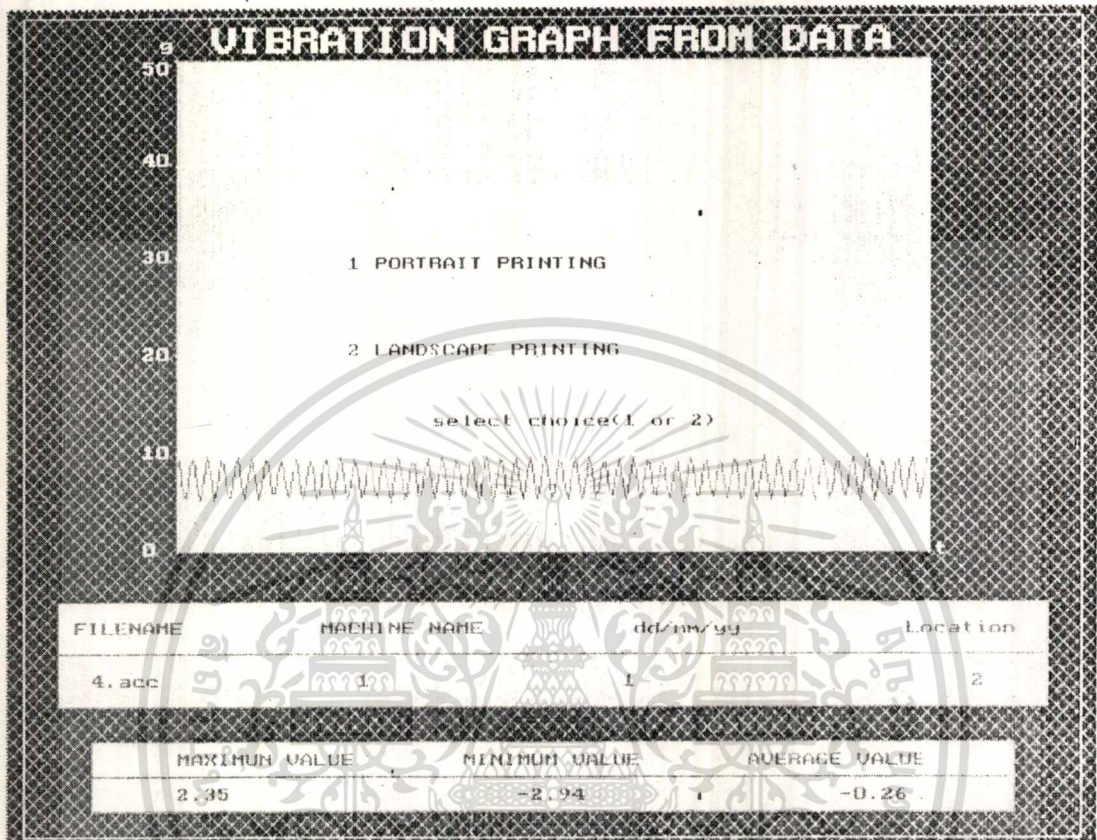 VIBRATION GRAPH FROM DATA
g
50
40
30
1 PORTRAIT PRINTING
20
2 LANDSCAPE PRINTING
select choice(1 or 2)
10
0
t
FILENAME MACHINE NAME dd/mm/yy Location
4.acc 1 1 2
MAXIMUN VALUE MINIMUM VALUE AVERAGE VALUE
2.35 -2.94 -0.26